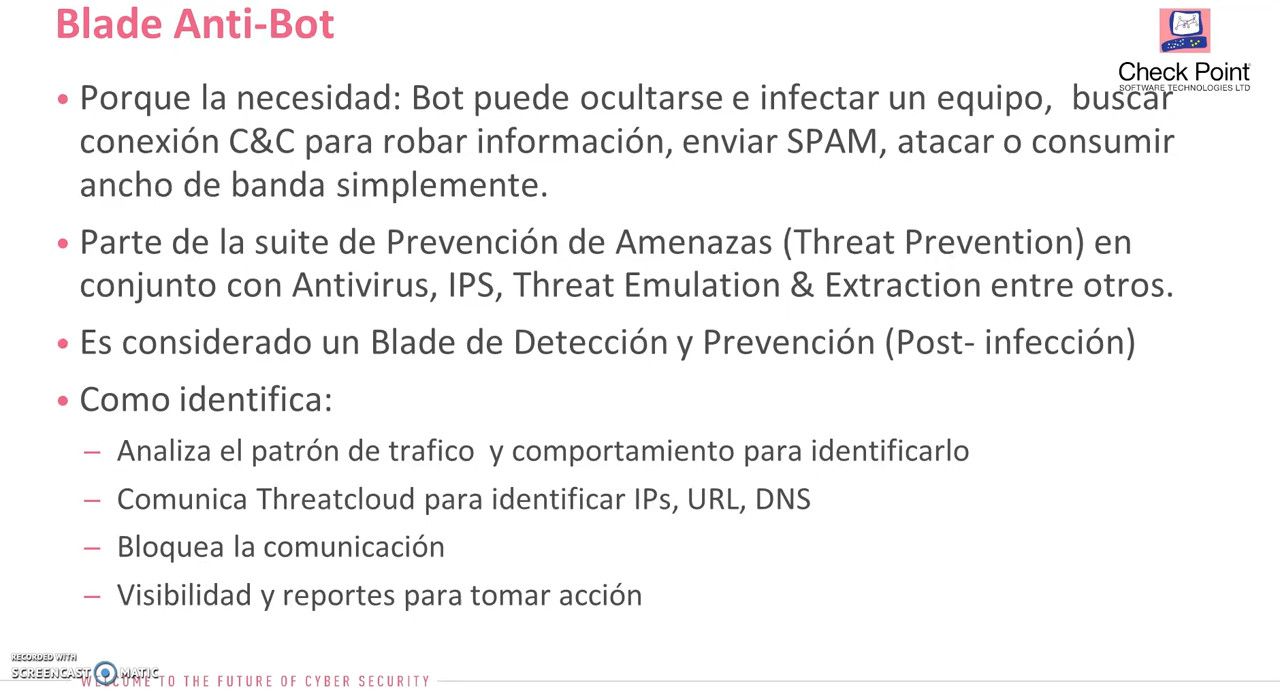 Blade Anti-Bot
Check Point
SOFTWARE TECHNOLOGIES LTD
• Porque la necesidad: Bot puede ocultarse e infectar un equipo,  buscar
conexión C&C para robar información, enviar SPAM, atacar o consumir
ancho de banda simplemente.
• Parte de la suite de Prevención de Amenazas (Threat Prevention) en
conjunto con Antivirus, IPS, Threat Emulation & Extraction entre otros.
• Es considerado un Blade de Detección y Prevención (Post- infección)
• Como identifica:
– Analiza el patrón de trafico  y comportamiento para identificarlo
– Comunica Threatcloud para identificar IPs, URL, DNS
– Bloquea la comunicación
– Visibilidad y reportes para tomar acción
RECORDED WITH
SCREENCAST MATIC
WELCOME TO THE FUTURE OF CYBER SECURITY